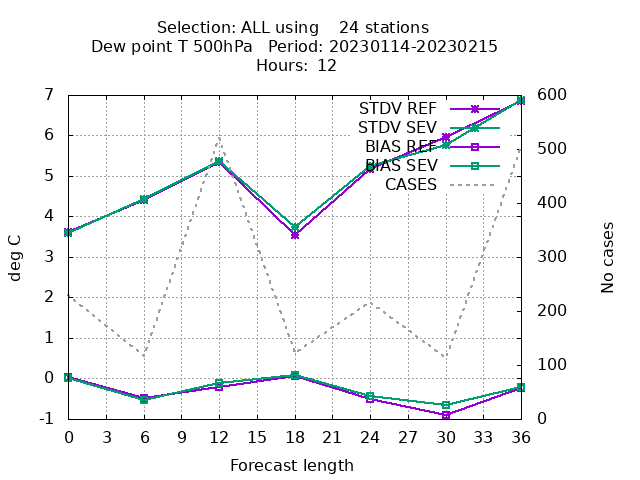 Selection: ALL using 24 stations
Dew point T 500hPa Period: 20230114-20230215
Hours: 12
7 600
STDV REF
STDV SEV
6 500
BIAS REF
BIAS SEV
5 400
CASES
4
3 300
2 200
1 100
0
-1 0
deg C
No cases
0 3 6 9 12 15 18 21 24 27 30 33 36
Forecast length